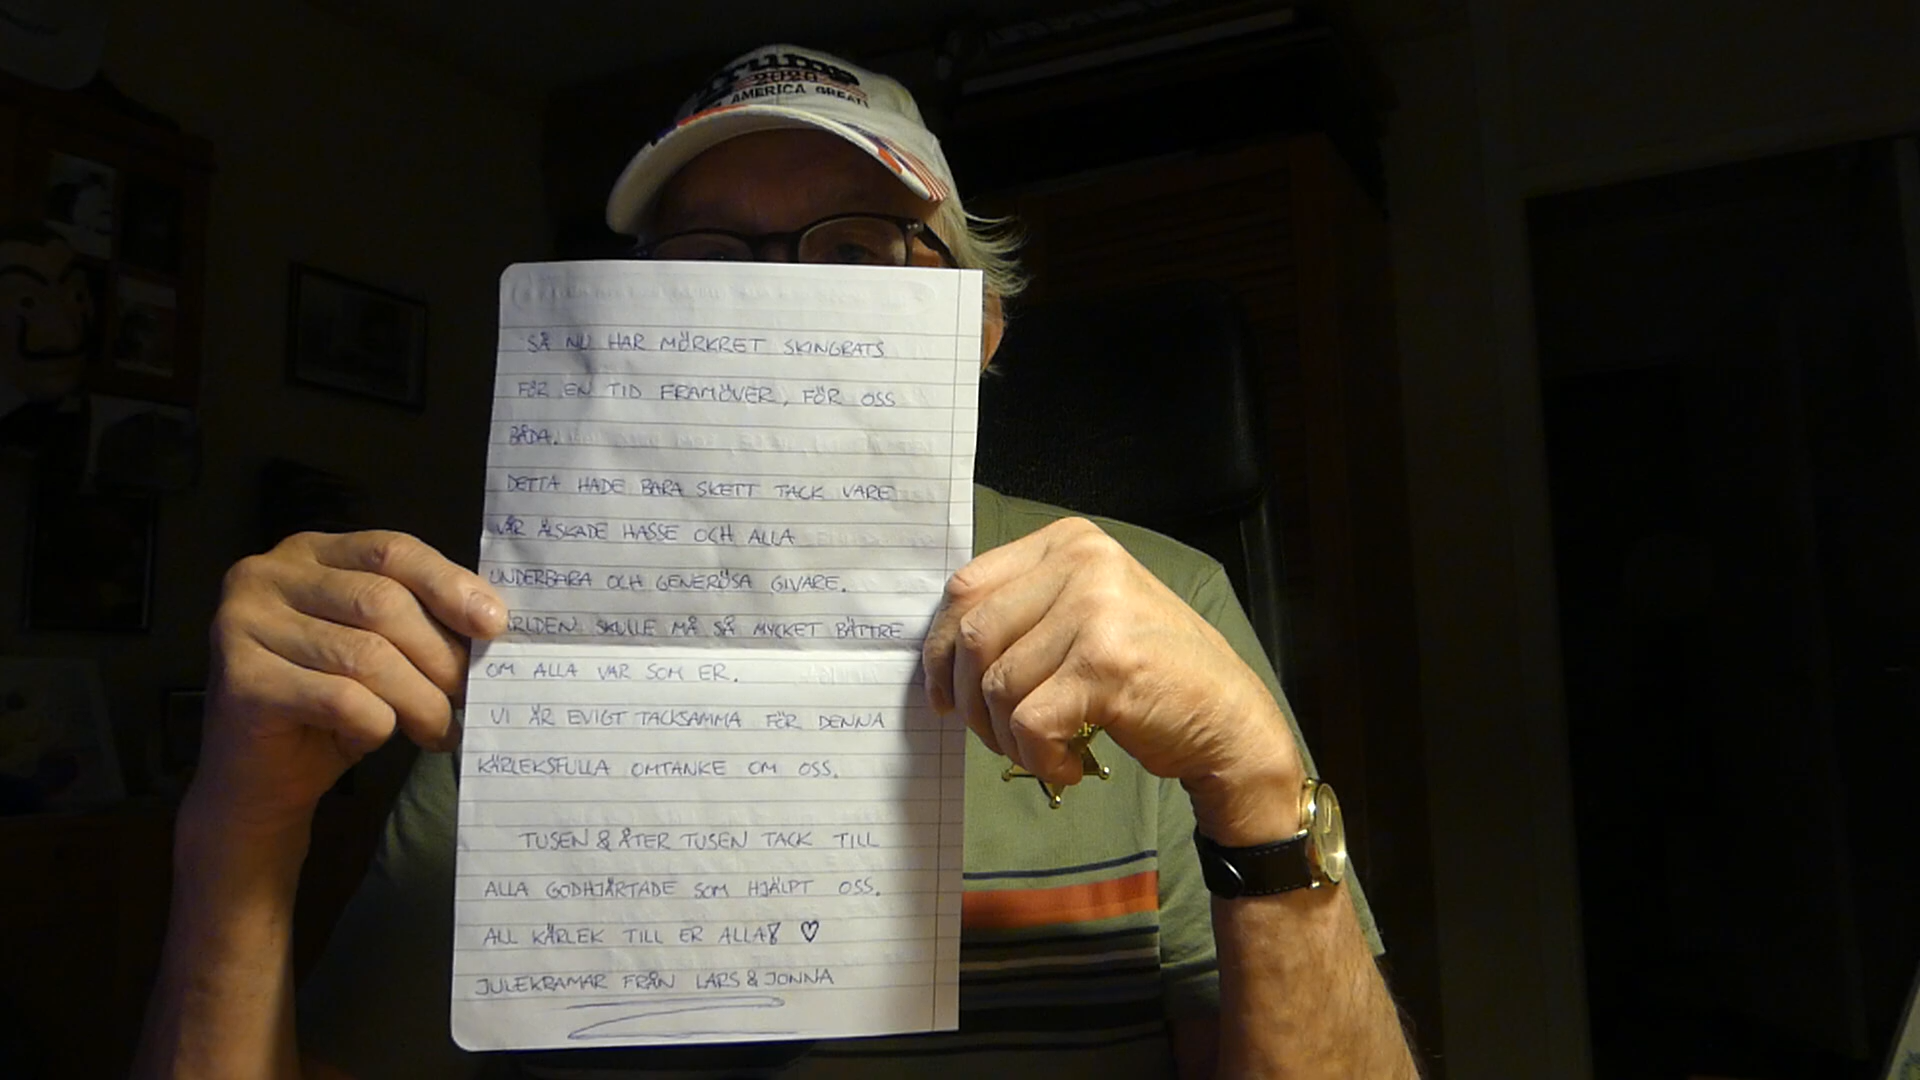 Trump
2020
AMERICA GREAT
SÅ NU HAR MÖRKRET SKINGRATS
FÖR EN TID FRAMÖVER, FÖR OSS
BÅDA.
DETTA HADE BARA SKETT TACK VARE
VÅR ÄLSKADE HASSE OCH ALLA
UNDERBARA OCH GENERÖSA GIVARE.
VÄRLDEN SKULLE MÅ SÅ MYCKET BÄTTRE
OM ALLA VAR SOM ER.
VI ÄR EVIGT TACKSAMMA FÖR DENNA
KÄRLEKSFULLA OMTANKE OM OSS.
TUSEN & ÅTER TUSEN TACK TILL
ALLA GODHJÄRTADE SOM HJÄLPT OSS.
ALL KÄRLEK TILL ER ALLA! ♡
JULEKRAMAR FRÅN LARS & JONNA